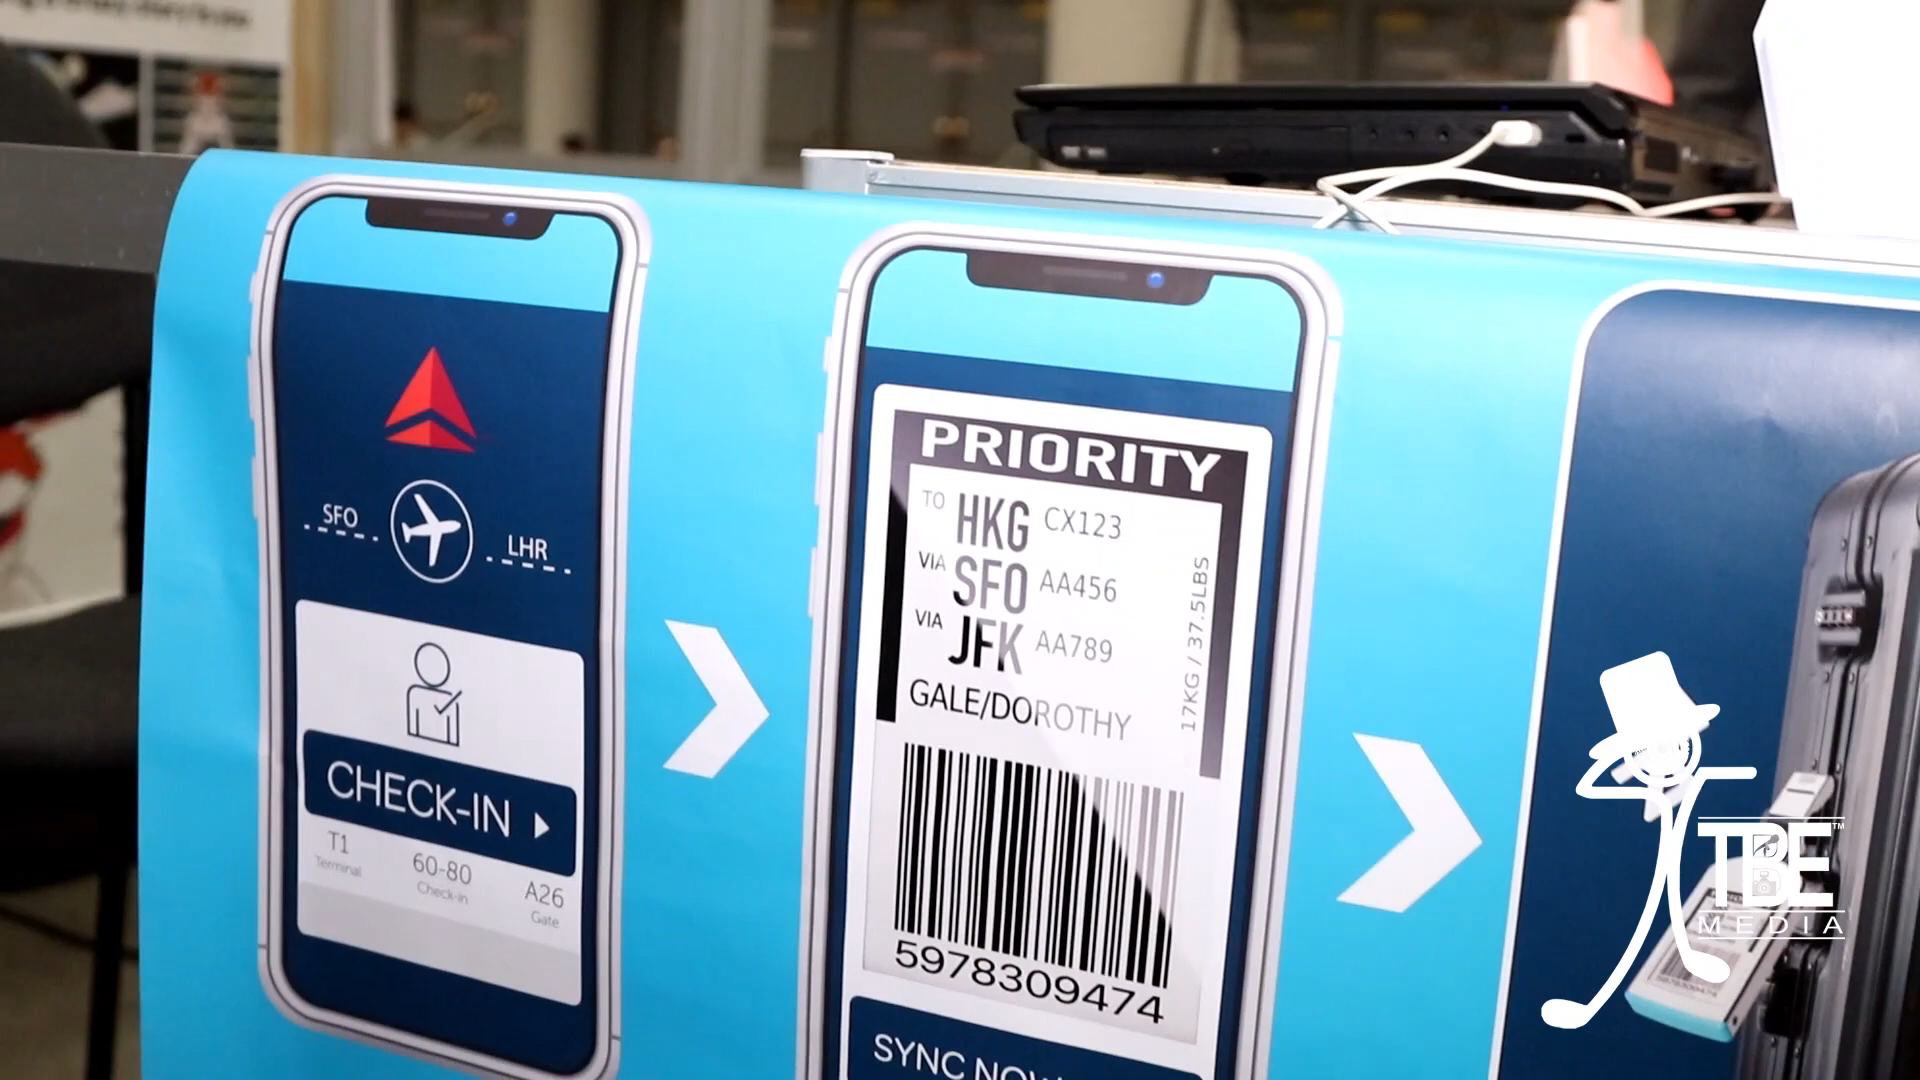 SFO
LHR
CHECK-IN
T1
Terminal
60-80
Check-in
A26
Gate
PRIORITY
TO HKG CX123
VIA SFO AA456
VIA JFK AA789
17KG / 37.5LBS
GALE/DOROTHY
5978309474
SYNC NOW
TBE™
MEDIA